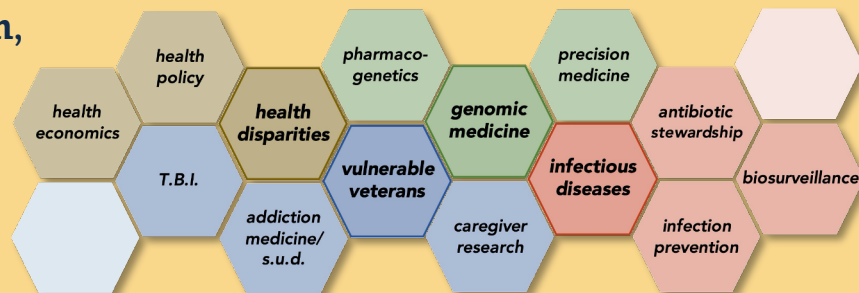 n,
health
policy
health
economics
T.B.I.
health
disparities
addiction
medicine/
s.u.d.
pharmaco-
genetics
vulnerable
veterans
genomic
medicine
caregiver
research
precision
medicine
infectious
diseases
antibiotic
stewardship
infection
prevention
biosurveillance